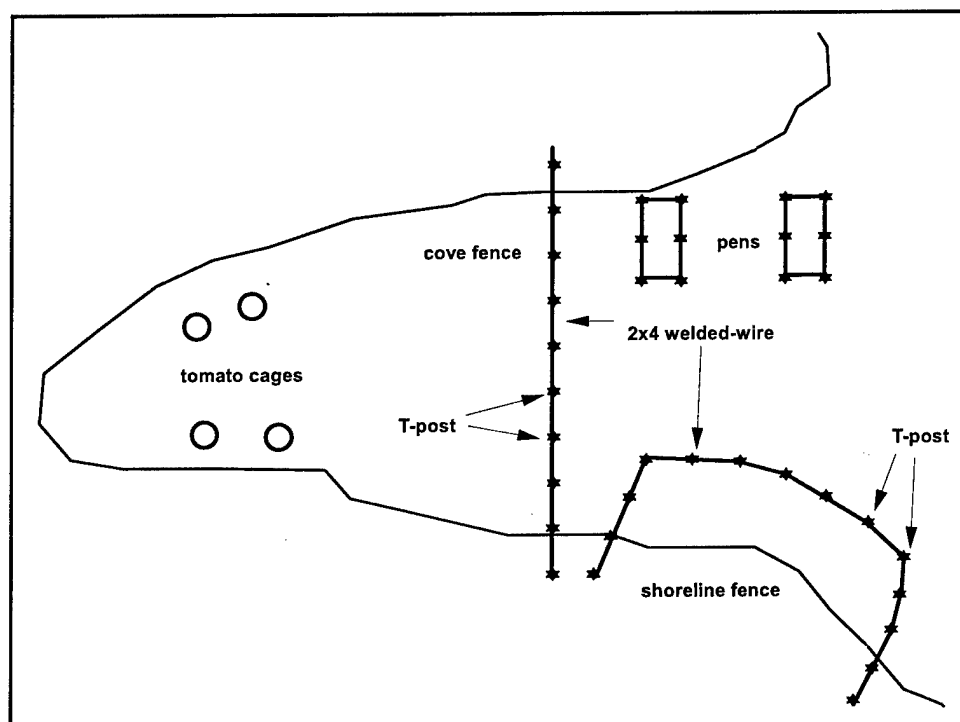 cove fence
pens
2x4 welded-wire
tomato cages
T-post
T-post
shoreline fence